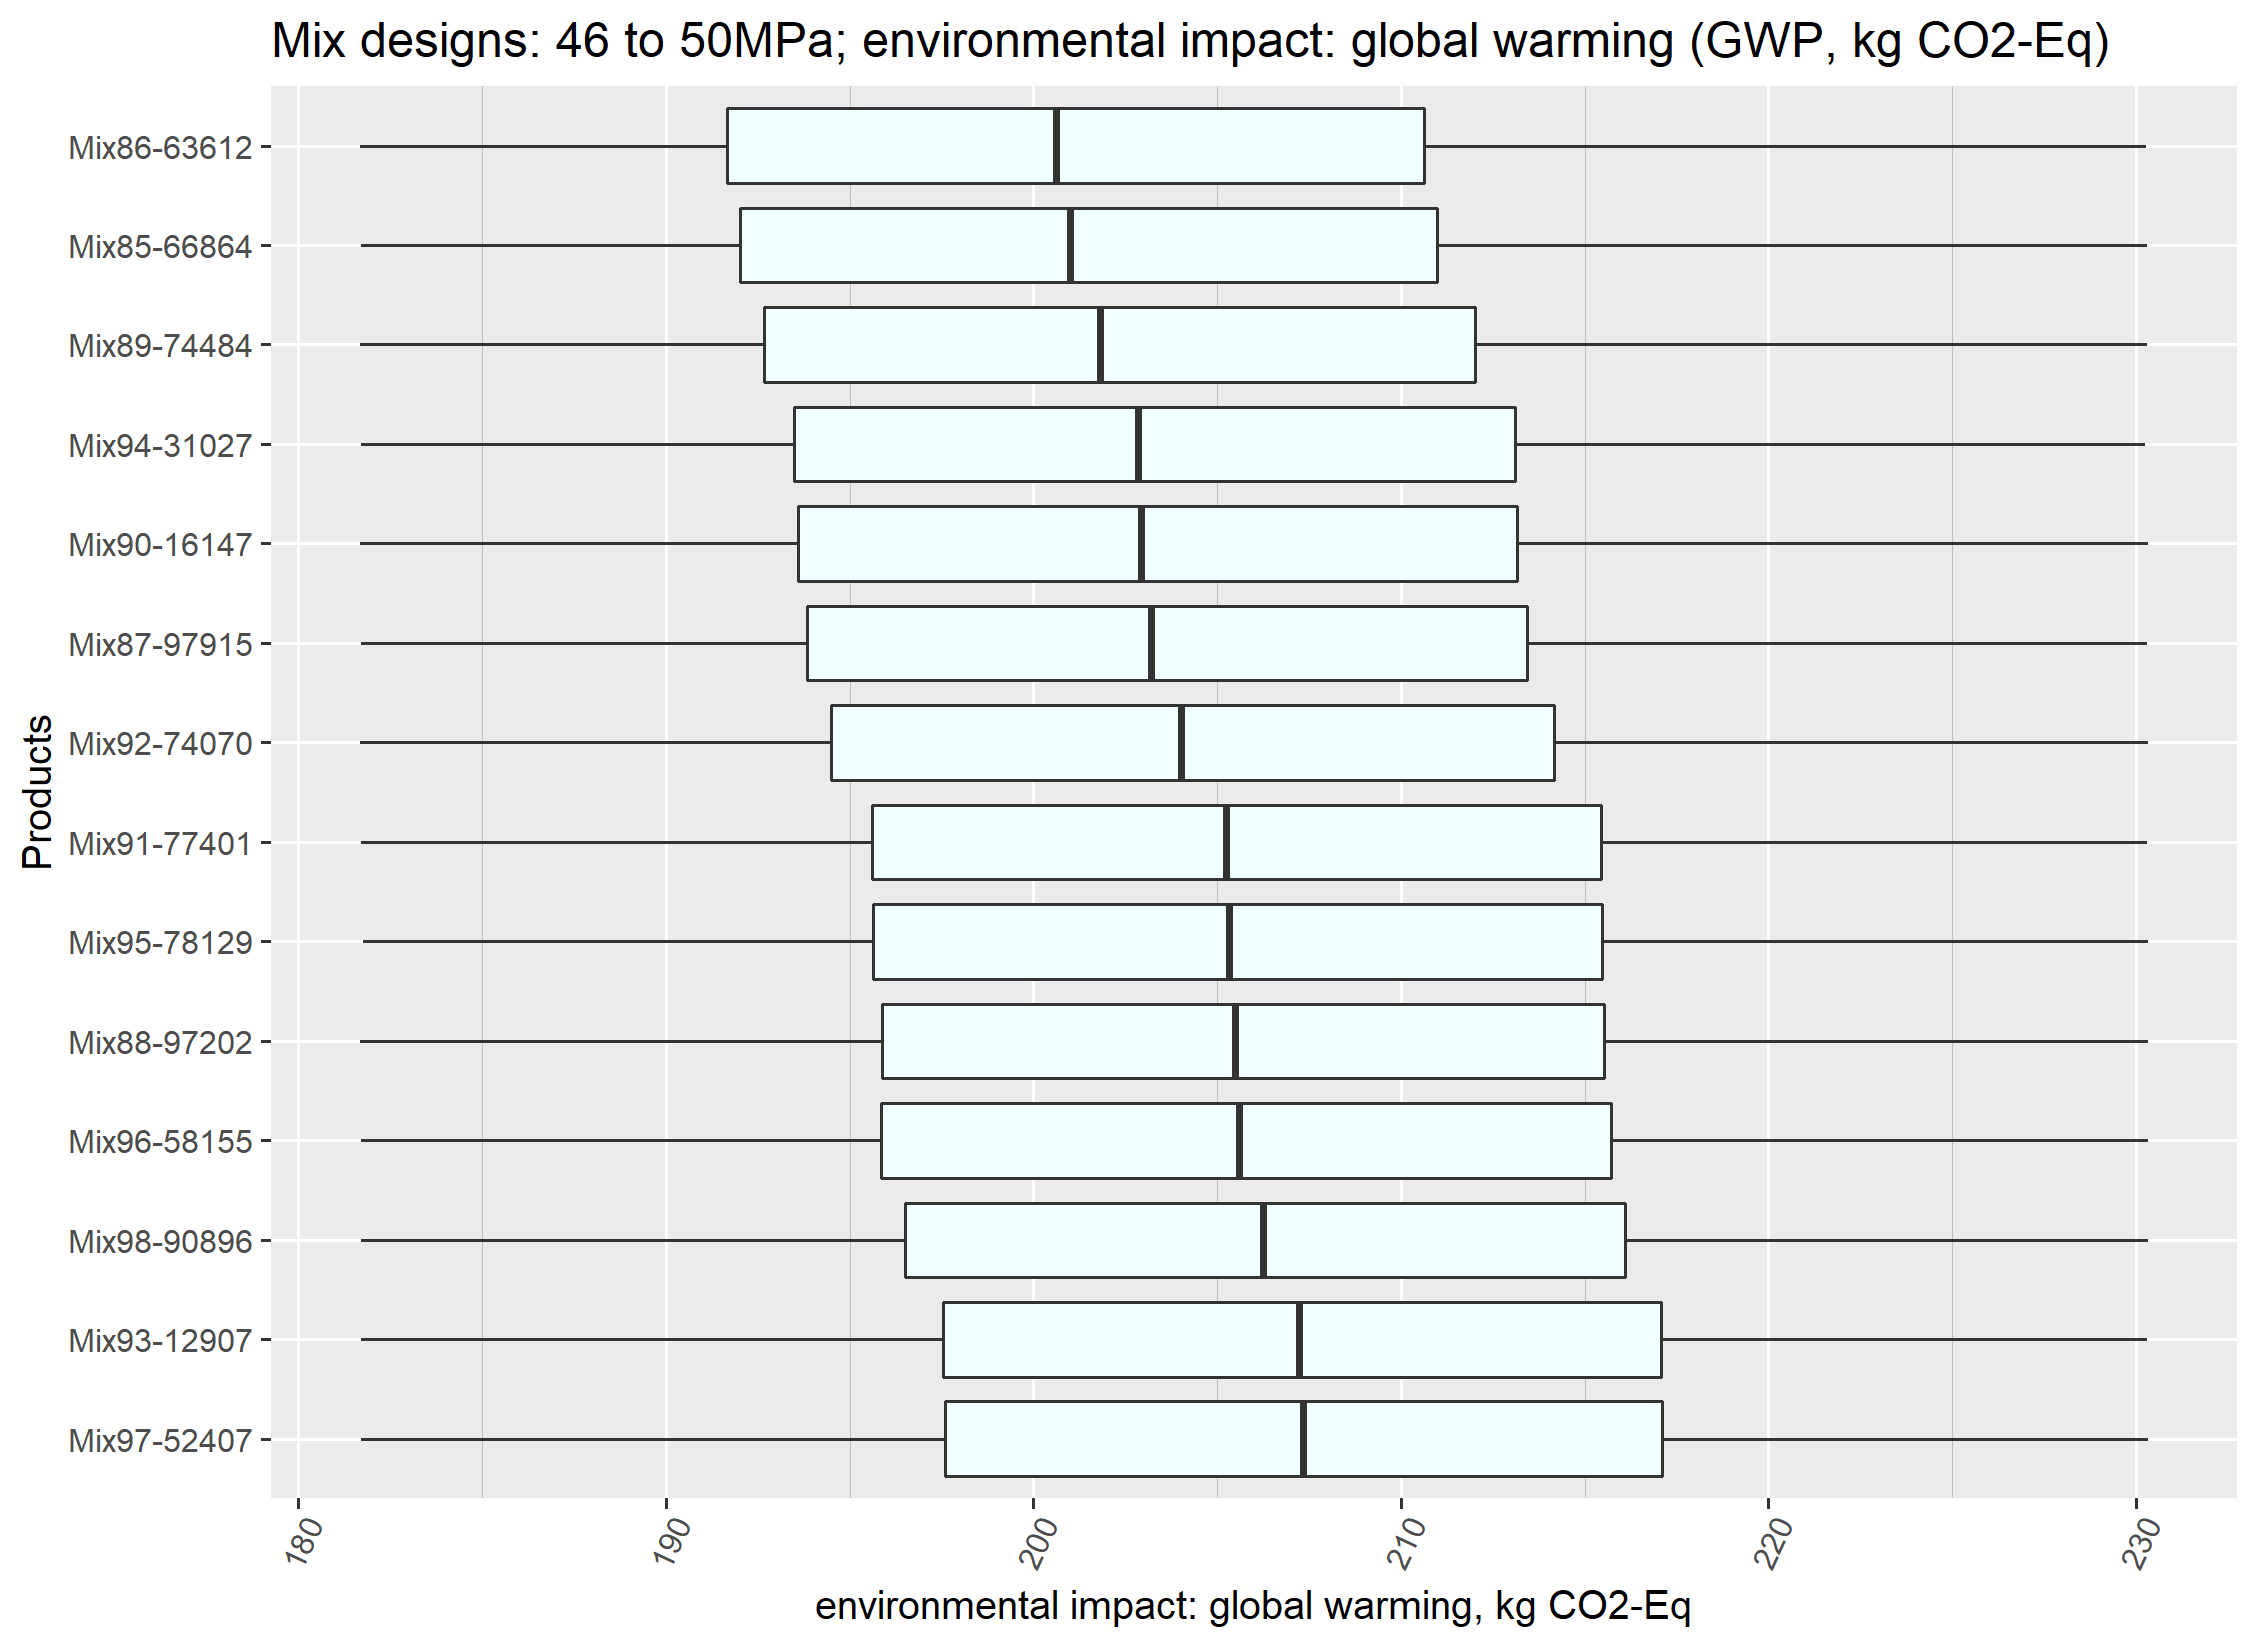 Mix designs: 46 to 50MPa; environmental impact: global warming (GWP, kg CO2-Eq)
Products
Mix86-63612
Mix85-66864
Mix89-74484
Mix94-31027
Mix90-16147
Mix87-97915
Mix92-74070
Mix91-77401
Mix95-78129
Mix88-97202
Mix96-58155
Mix98-90896
Mix93-12907
Mix97-52407
180 190 200 210 220 230
environmental impact: global warming, kg CO2-Eq